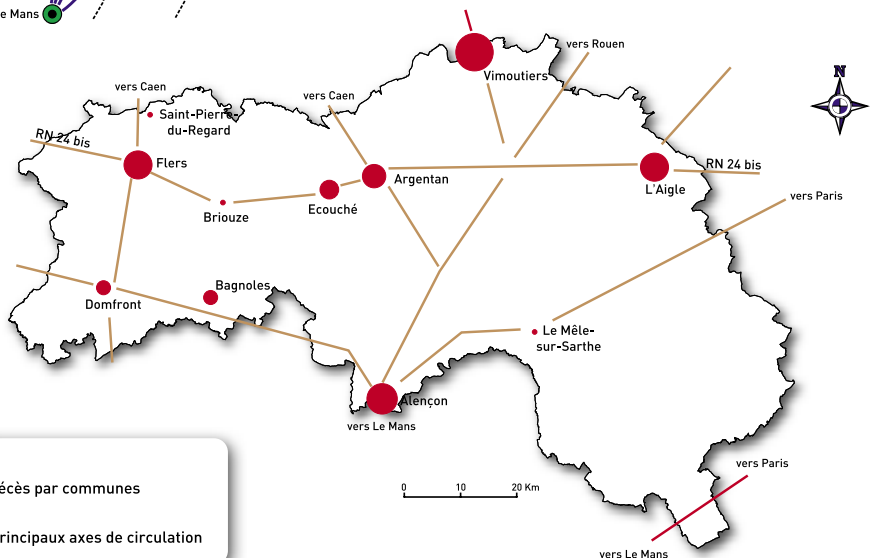 e Mans
vers Rouen
N
Vimoutiers
vers Caen
vers Caen
Saint-Pierre-
du-Regard
RN 24 bis
Flers
Argentan
RN 24 bis
L'Aigle
vers Paris
Briouze
Ecouché
Bagnoles
Domfront
Le Mêle-
sur-Sarthe
Alençon
vers Le Mans
vers Paris
0 10 20 Km
écès par communes
rincipaux axes de circulation
vers Le Mans